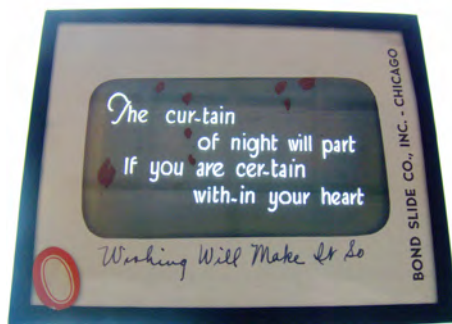 The cur-tain
of night will part
If you are cer-tain
with-in your heart
Wishing Will Make It So
BOND SLIDE CO., INC. - CHICAGO